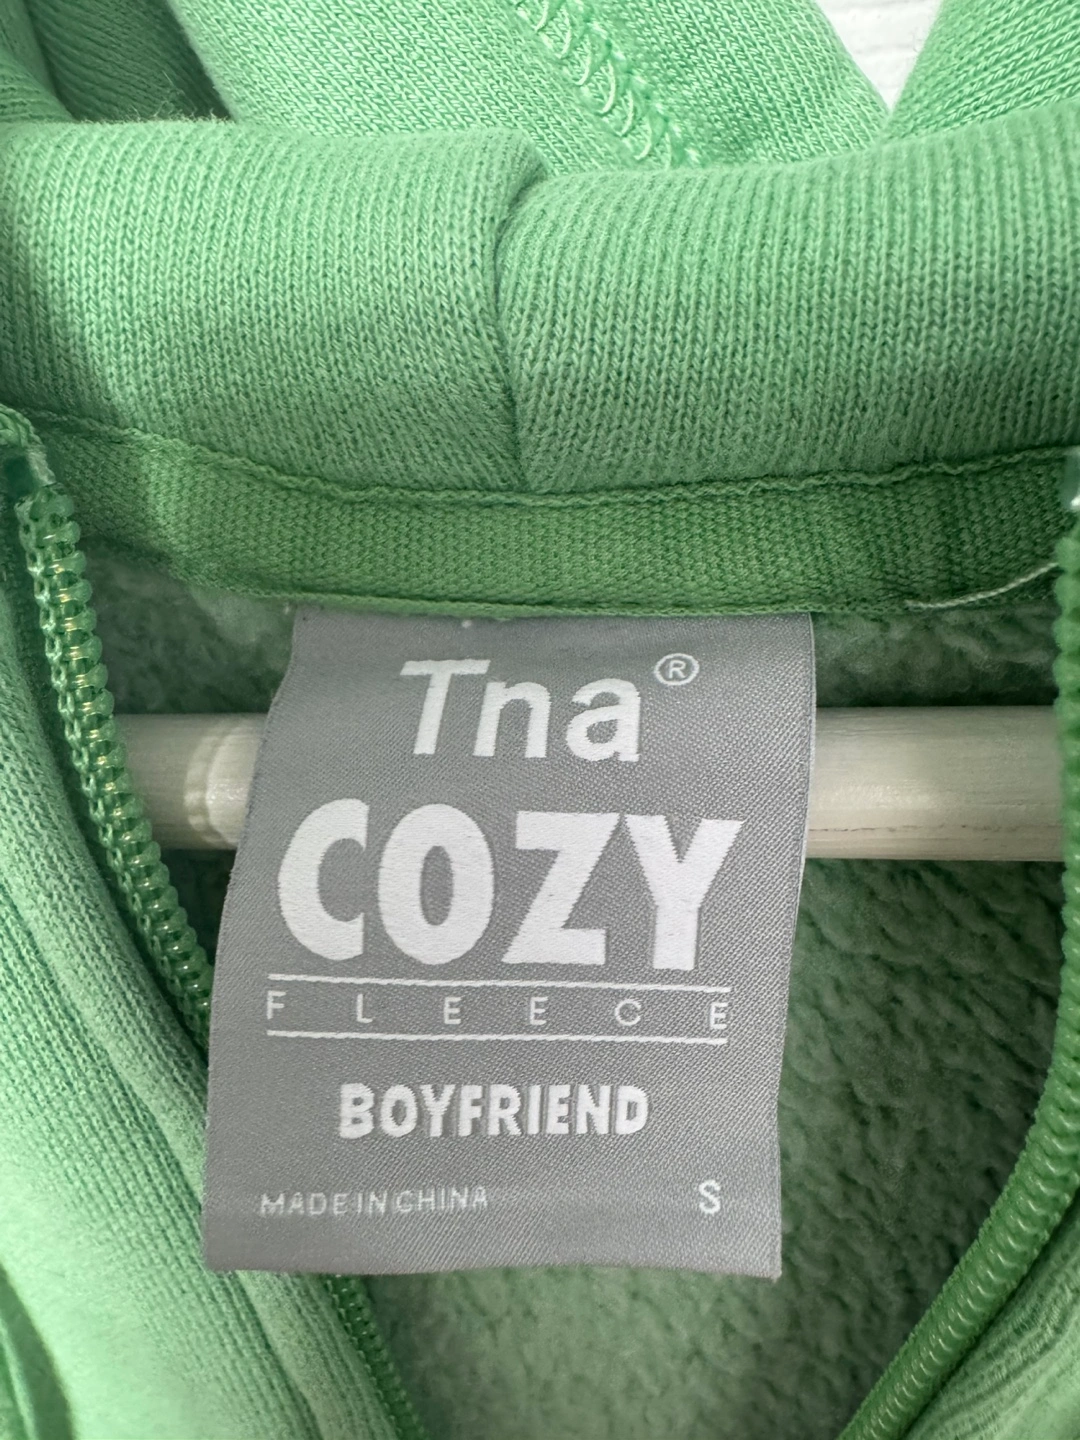 Tna®
COZY
FLEECE
BOYFRIEND
MADE IN CHINA S